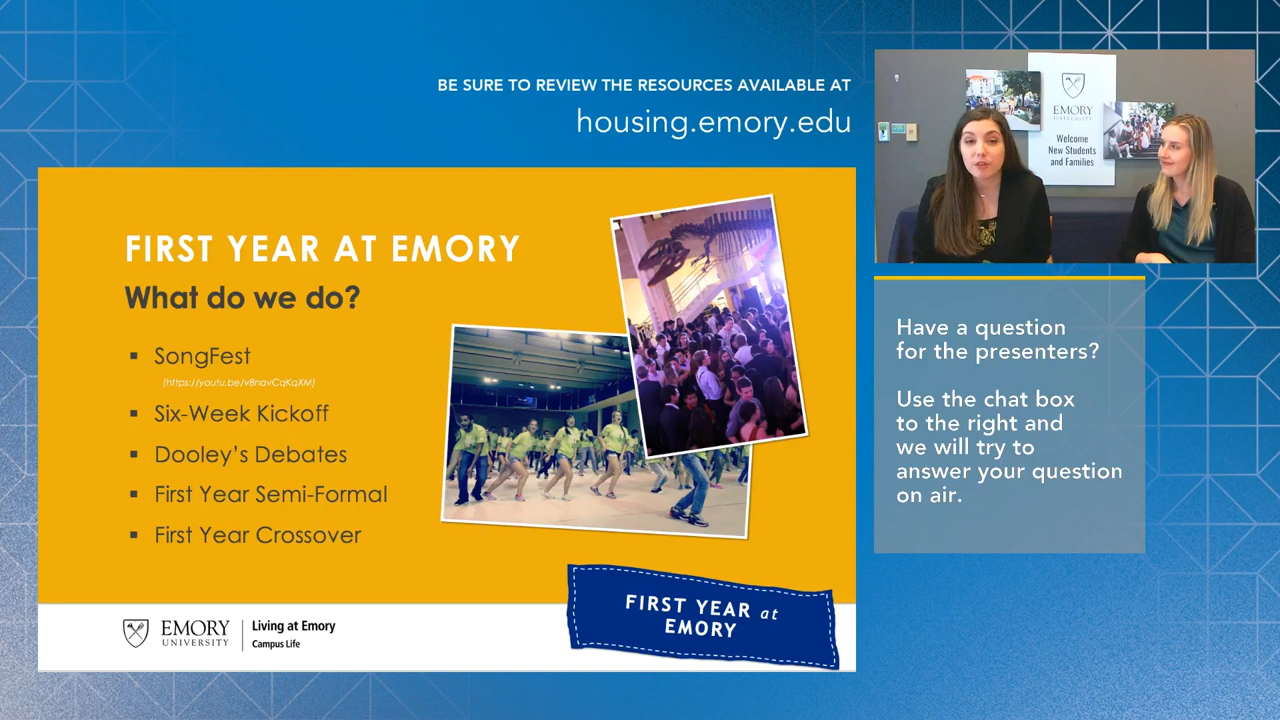 BE SURE TO REVIEW THE RESOURCES AVAILABLE AT
housing.emory.edu
EMORY
UNIVERSITY
Welcome
New Students
and Families
FIRST YEAR AT EMORY
What do we do?
▪ SongFest
(https://youtu.be/vBnavCqKqXM)
▪ Six-Week Kickoff
▪ Dooley's Debates
▪ First Year Semi-Formal
▪ First Year Crossover
Have a question
for the presenters?
Use the chat box
to the right and
we will try to
answer your question
on air.
FIRST YEAR at
EMORY
EMORY
UNIVERSITY
Living at Emory
Campus Life